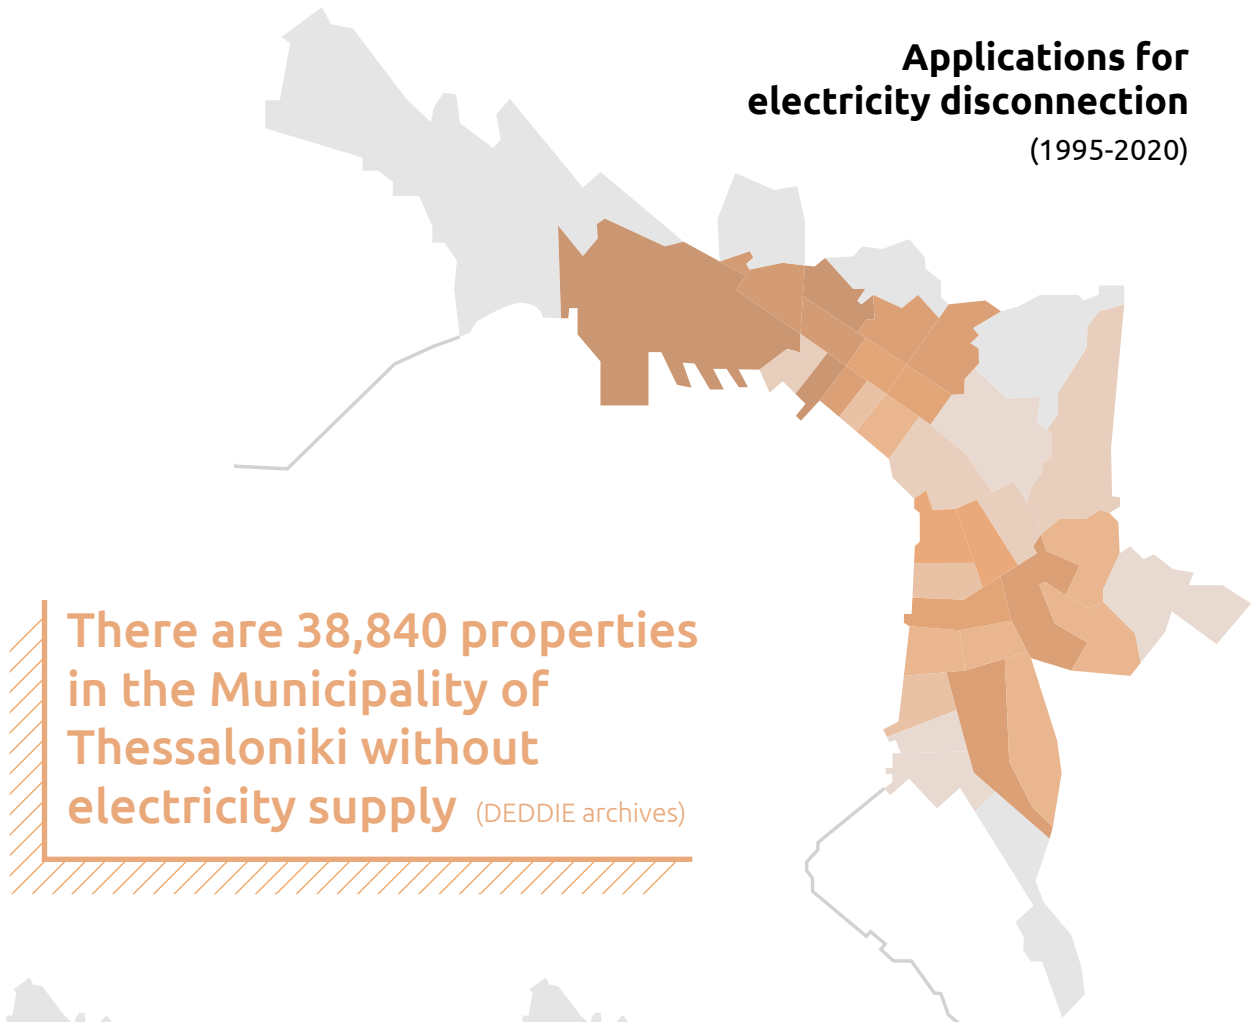 Applications for
electricity disconnection
(1995-2020)
There are 38,840 properties
in the Municipality of
Thessaloniki without
electricity supply (DEDDIE archives)